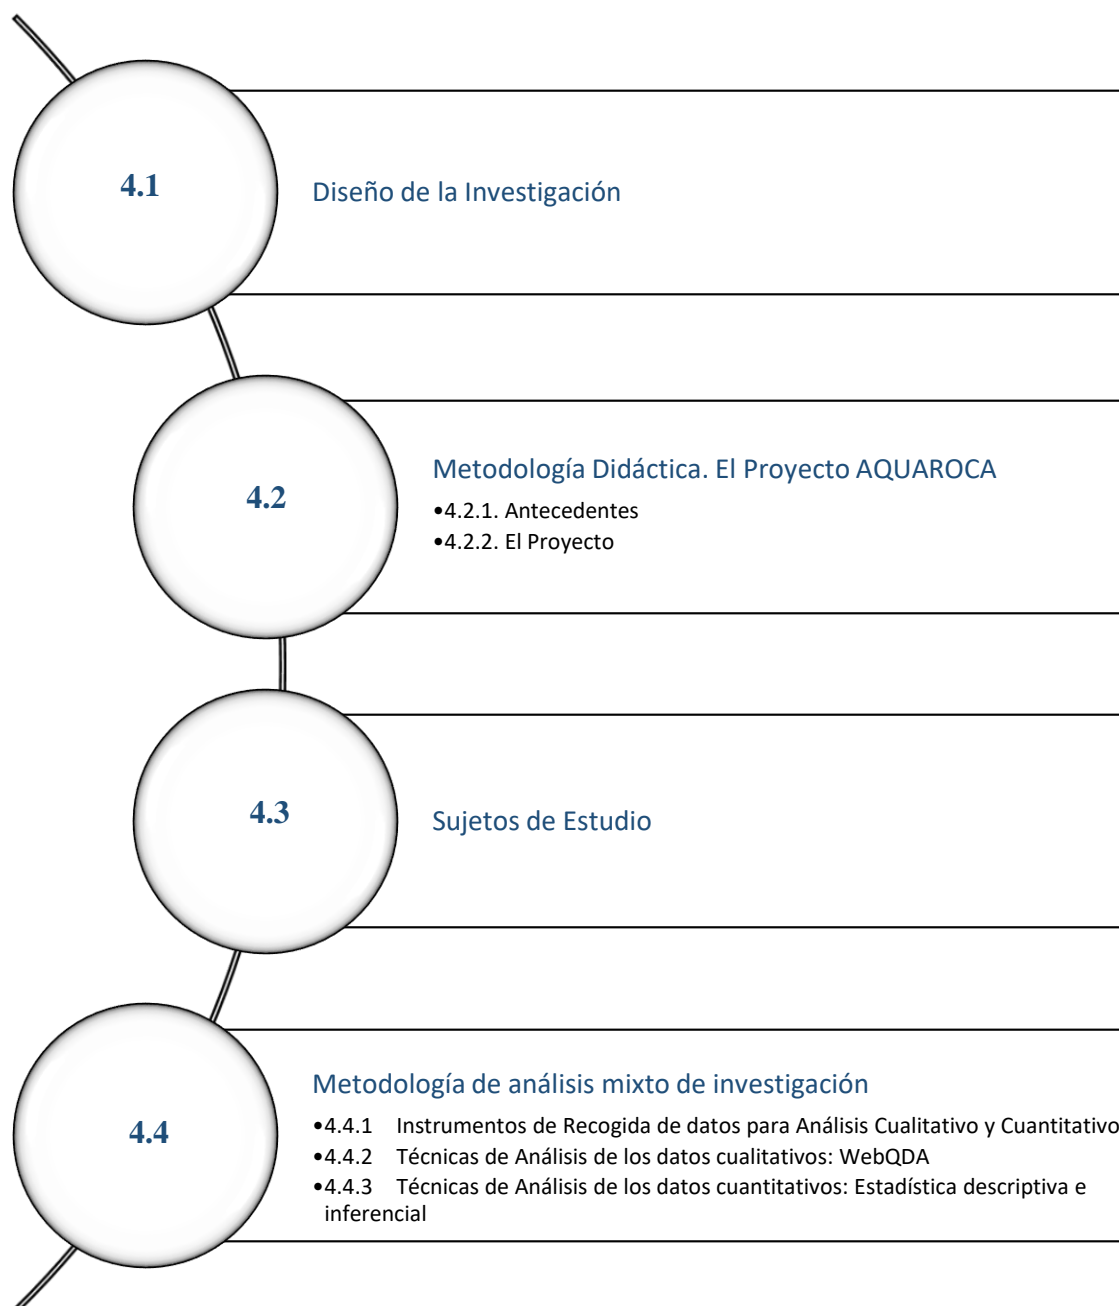 4.1
Diseño de la Investigación
4.2
Metodología Didáctica. El Proyecto AQUAROCA
•4.2.1. Antecedentes
•4.2.2. El Proyecto
4.3
Sujetos de Estudio
4.4
Metodología de análisis mixto de investigación
•4.4.1 Instrumentos de Recogida de datos para Análisis Cualitativo y Cuantitativo
•4.4.2 Técnicas de Análisis de los datos cualitativos: WebQDA
•4.4.3 Técnicas de Análisis de los datos cuantitativos: Estadística descriptiva e
inferencial